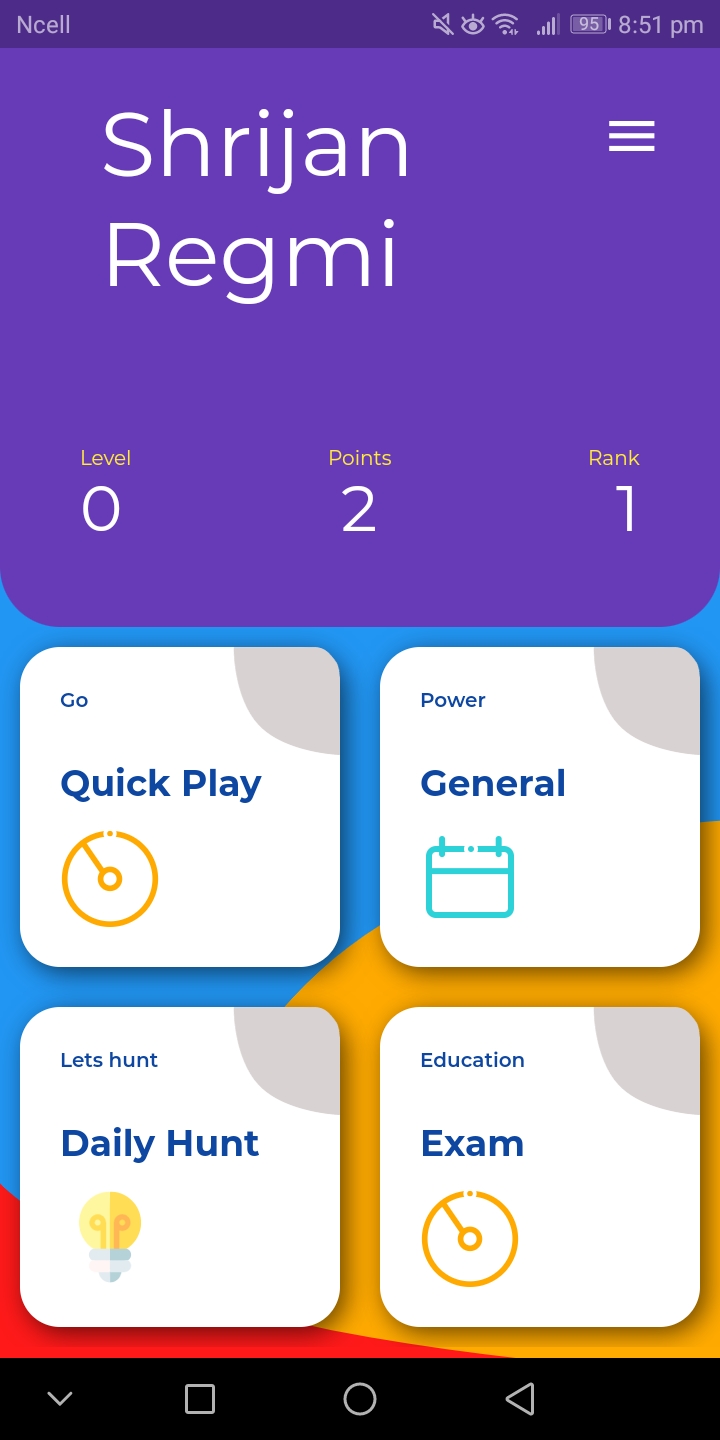 Ncell
95 8:51 pm
Shrijan
Regmi
Level
Points
Rank
0
2
1
Go
Power
Quick Play
General
Lets hunt
Education
Daily Hunt
Exam